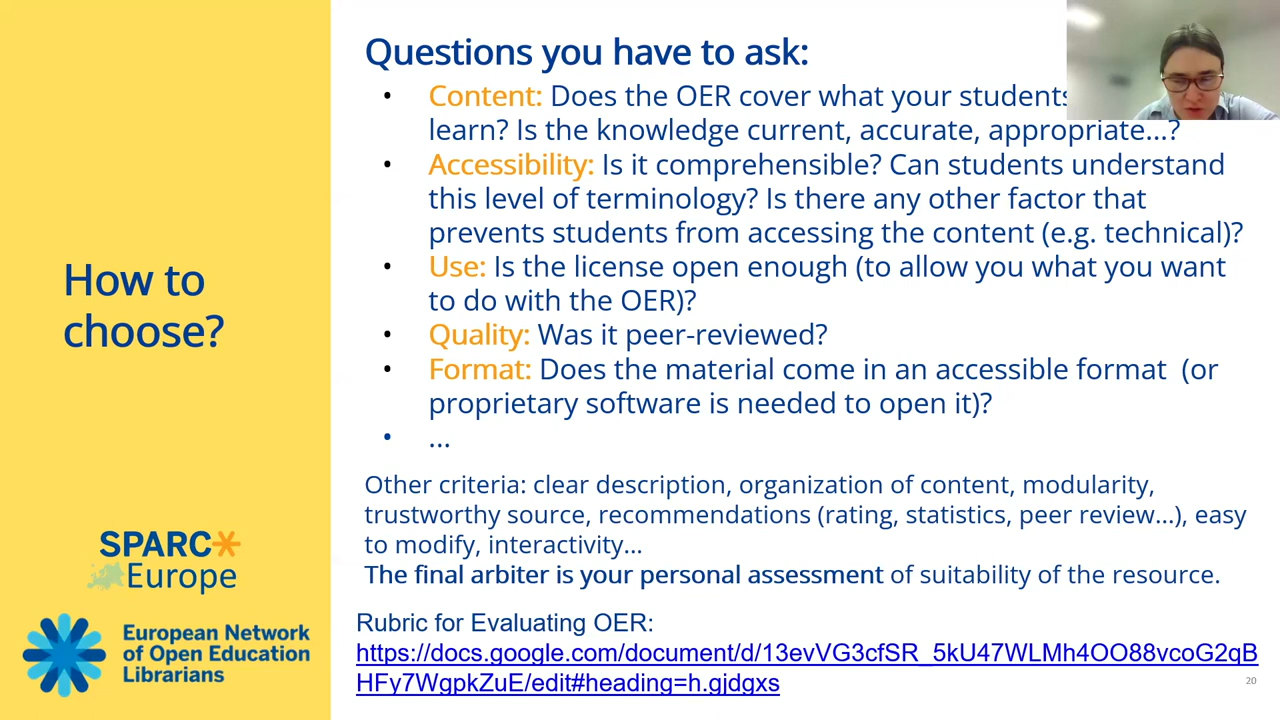 How to
choose?
SPARC
Europe
European Network
of Open Education
Librarians
Questions you have to ask:
• Content: Does the OER cover what your students
learn? Is the knowledge current, accurate, appropriate...?
• Accessibility: Is it comprehensible? Can students understand
this level of terminology? Is there any other factor that
prevents students from accessing the content (e.g. technical)?
• Use: Is the license open enough (to allow you what you want
to do with the OER)?
• Quality: Was it peer-reviewed?
• Format: Does the material come in an accessible format (or
proprietary software is needed to open it)?
• ...
Other criteria: clear description, organization of content, modularity,
trustworthy source, recommendations (rating, statistics, peer review...), easy
to modify, interactivity...
The final arbiter is your personal assessment of suitability of the resource.
Rubric for Evaluating OER:
https://docs.google.com/document/d/13evVG3cfSR_5kU47WLMh4OO88vcoG2qB
HFy7WgpkZuE/edit#heading=h.gjdgxs
20